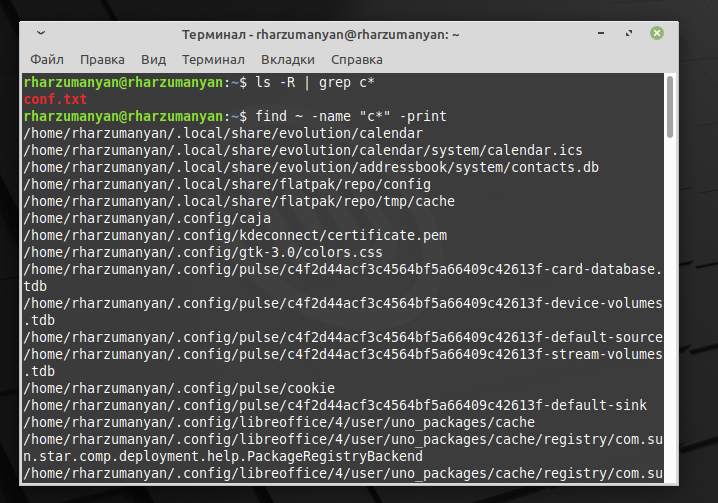 Терминал - rharzumanyan@rharzumanyan: ~
Файл Правка Вид Терминал Вкладки Справка
rharzumanyan@rharzumanyan:~$ ls -R | grep c*
conf.txt
rharzumanyan@rharzumanyan:~$ find ~ -name "c*" -print
/home/rharzumanyan/.local/share/evolution/calendar
/home/rharzumanyan/.local/share/evolution/calendar/system/calendar.ics
/home/rharzumanyan/.local/share/evolution/addressbook/system/contacts.db
/home/rharzumanyan/.local/share/flatpak/repo/config
/home/rharzumanyan/.local/share/flatpak/repo/tmp/cache
/home/rharzumanyan/.config/caja
/home/rharzumanyan/.config/kdeconnect/certificate.pem
/home/rharzumanyan/.config/gtk-3.0/colors.css
/home/rharzumanyan/.config/pulse/c4f2d44acf3c4564bf5a66409c42613f-card-database.
tdb
/home/rharzumanyan/.config/pulse/c4f2d44acf3c4564bf5a66409c42613f-device-volumes
.tdb
/home/rharzumanyan/.config/pulse/c4f2d44acf3c4564bf5a66409c42613f-default-source
/home/rharzumanyan/.config/pulse/c4f2d44acf3c4564bf5a66409c42613f-stream-volumes
.tdb
/home/rharzumanyan/.config/pulse/cookie
/home/rharzumanyan/.config/pulse/c4f2d44acf3c4564bf5a66409c42613f-default-sink
/home/rharzumanyan/.config/libreoffice/4/user/uno_packages/cache
/home/rharzumanyan/.config/libreoffice/4/user/uno_packages/cache/registry/com.su
n.star.comp.deployment.help.PackageRegistryBackend
/home/rharzumanyan/.config/libreoffice/4/user/uno_packages/cache/registry/com.su